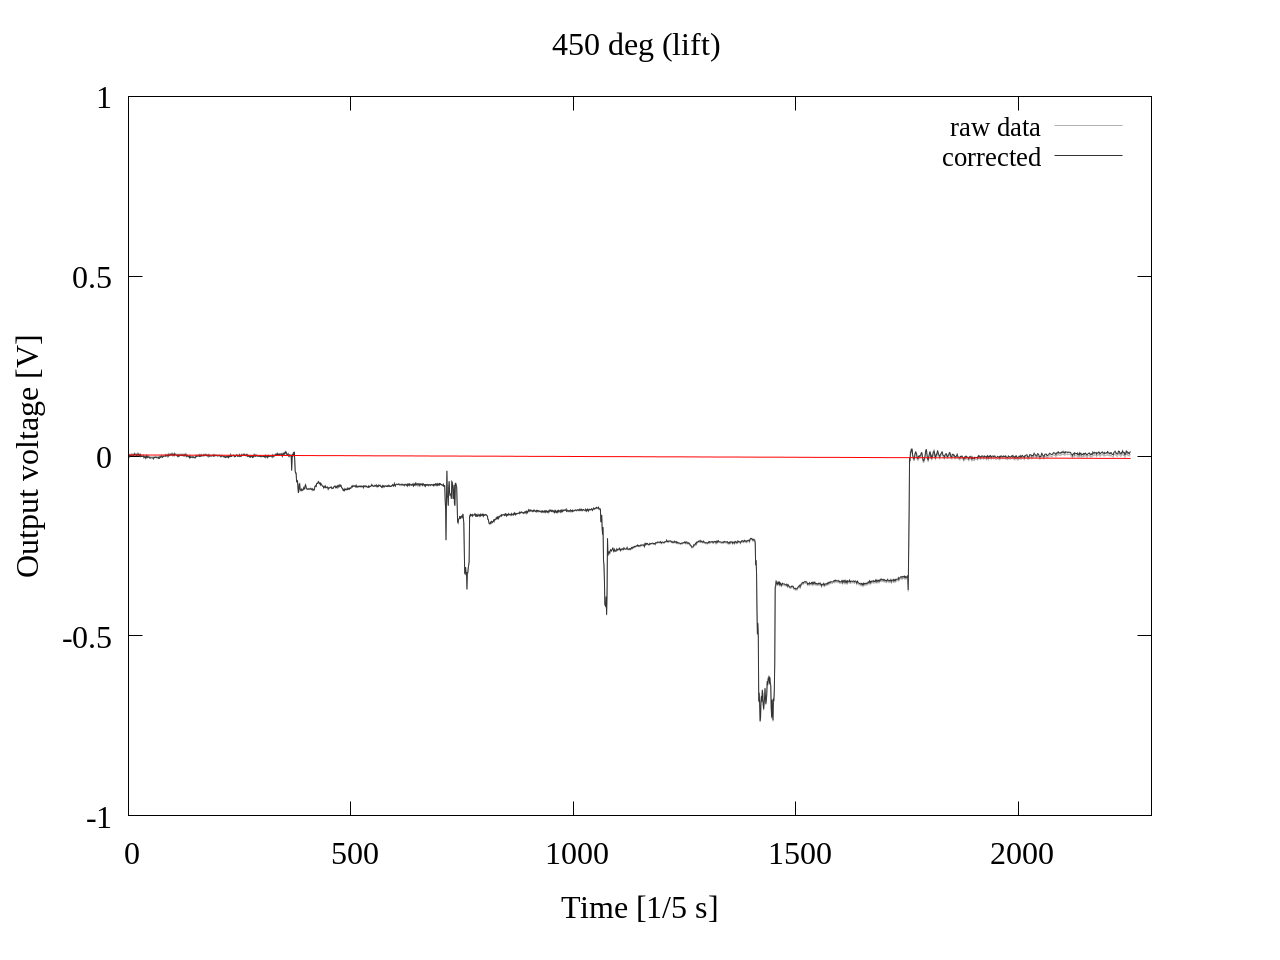 450 deg (lift)
raw data
corrected
1
0.5
0
-0.5
-1
Output voltage [V]
0 500 1000 1500 2000
Time [1/5 s]